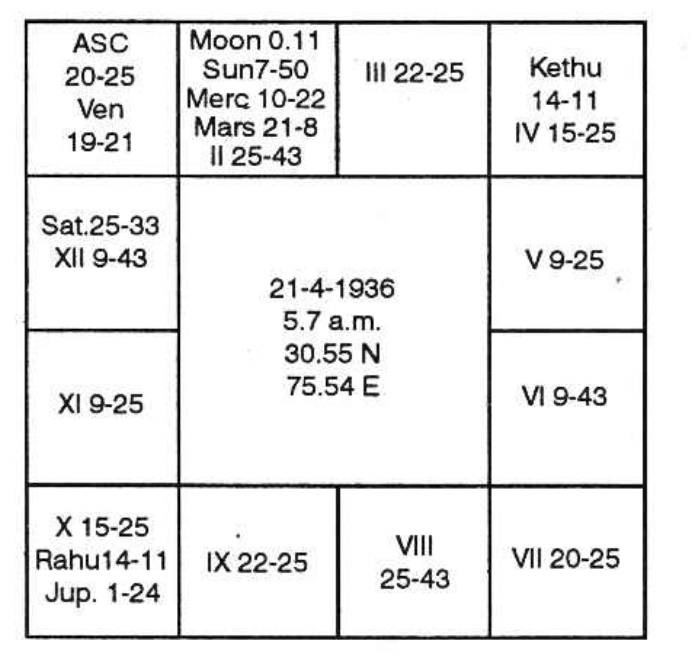 ASC
20-25
Ven
19-21
Moon 0.11
Sun7-50
Merc 10-22
Mars 21-8
II 25-43
III 22-25
Kethu
14-11
IV 15-25
Sat.25-33
XII 9-43
21-4-1936
5.7 a.m.
30.55 N
75.54 E
V 9-25
XI 9-25
VI 9-43
X 15-25
Rahu14-11
Jup. 1-24
IX 22-25
VIII
25-43
VII 20-25